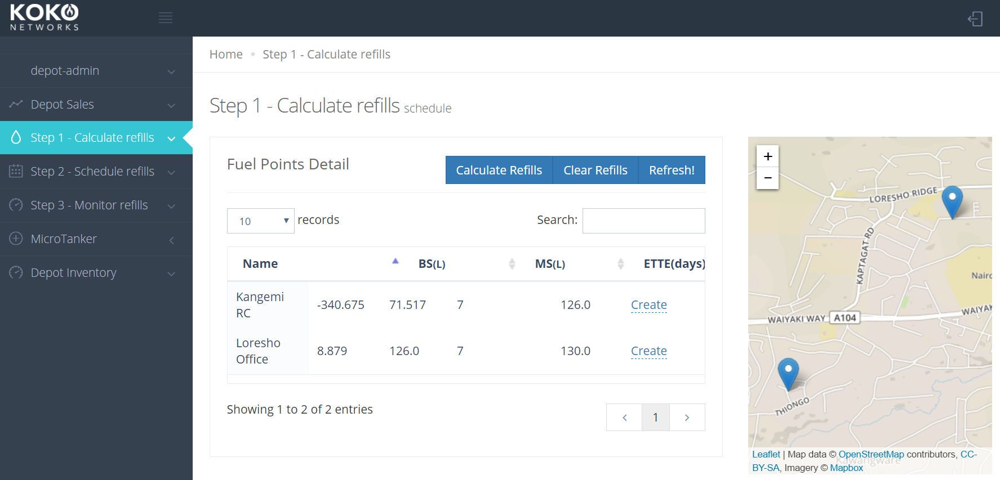 KOKO
NETWORKS
depot-admin
Depot Sales
Step 1 - Calculate refills
Step 2 - Schedule refills
Step 3 - Monitor refills
MicroTanker
Depot Inventory
Home • Step 1 - Calculate refills
Step 1 - Calculate refills schedule
Fuel Points Detail
Calculate Refills Clear Refills Refresh!
10 records Search:
Name BS(L) MS(L) ETTE(days)
Kangemi RC -340.675 71.517 7 126.0 Create
Loresho Office 8.879 126.0 7 130.0 Create
Showing 1 to 2 of 2 entries
< 1 >
+
−
LORESHO RIDGE
KAPTAGAT RD
Nairo
WAIYAKI WAY A104 WAIYAK
THIONGO
Kawangware
Leaflet | Map data © OpenStreetMap contributors, CC-
BY-SA, Imagery © Mapbox